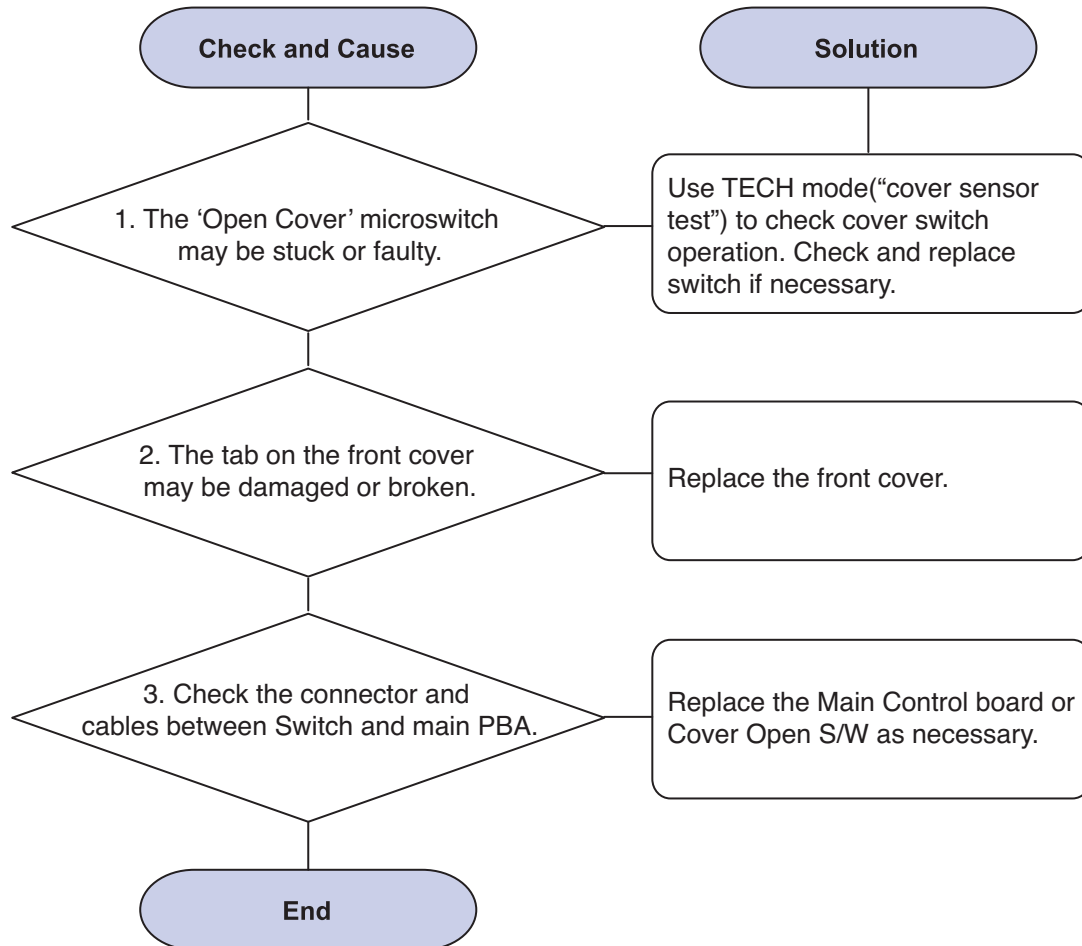 Check and Cause
Solution
1. The ‘Open Cover’ microswitch
may be stuck or faulty.
Use TECH mode(“cover sensor
test”) to check cover switch
operation. Check and replace
switch if necessary.
2. The tab on the front cover
may be damaged or broken.
Replace the front cover.
3. Check the connector and
cables between Switch and main PBA.
Replace the Main Control board or
Cover Open S/W as necessary.
End